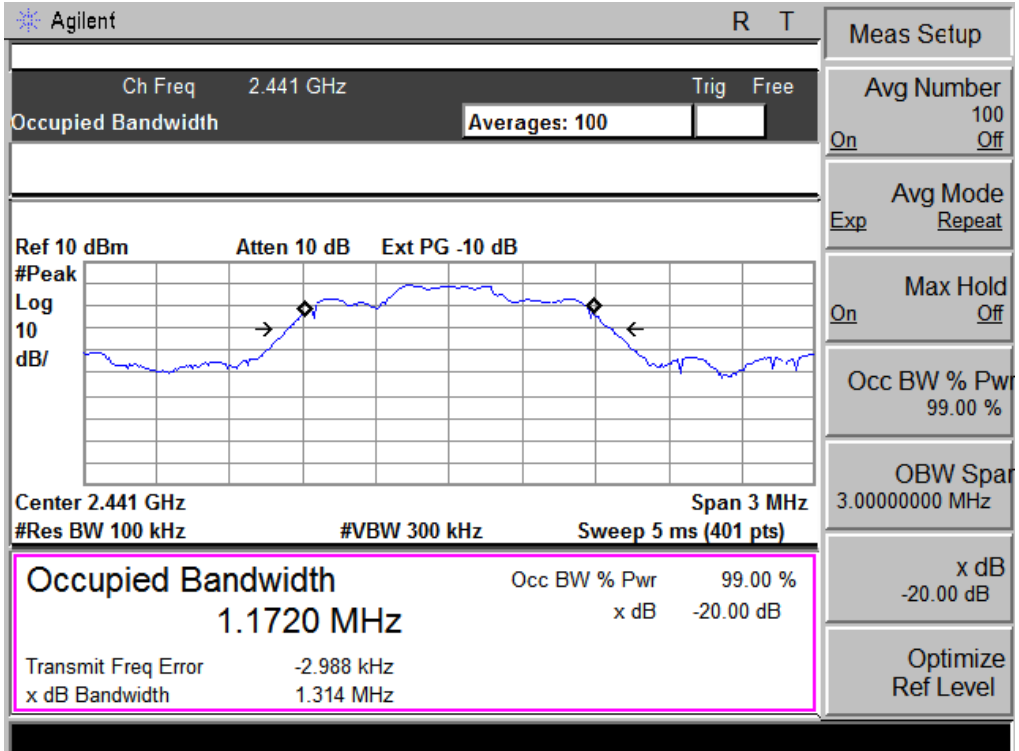 Agilent R T
Ch Freq 2.441 GHz Trig Free
Occupied Bandwidth Averages: 100
Ref 10 dBm Atten 10 dB Ext PG -10 dB
#Peak
Log
10
dB/
Center 2.441 GHz Span 3 MHz
#Res BW 100 kHz #VBW 300 kHz Sweep 5 ms (401 pts)
Occupied Bandwidth Occ BW % Pwr 99.00 %
1.1720 MHz x dB -20.00 dB
Transmit Freq Error -2.988 kHz
x dB Bandwidth 1.314 MHz
Meas Setup
Avg Number
100
On Off
Avg Mode
Exp Repeat
Max Hold
On Off
Occ BW % Pwr
99.00 %
OBW Span
3.00000000 MHz
x dB
-20.00 dB
Optimize
Ref Level